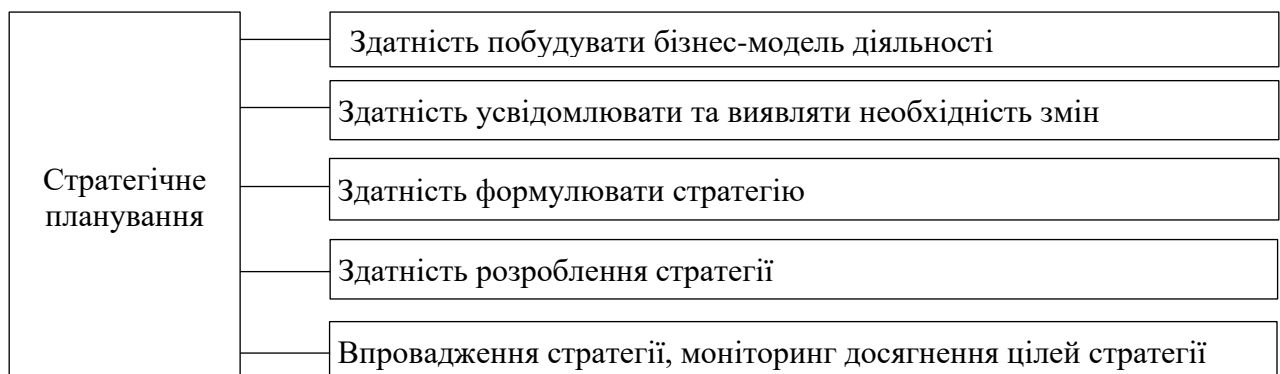 Стратегічне
планування
Здатність побудувати бізнес-модель діяльності
Здатність усвідомлювати та виявляти необхідність змін
Здатність формулювати стратегію
Здатність розроблення стратегії
Впровадження стратегії, моніторинг досягнення цілей стратегії